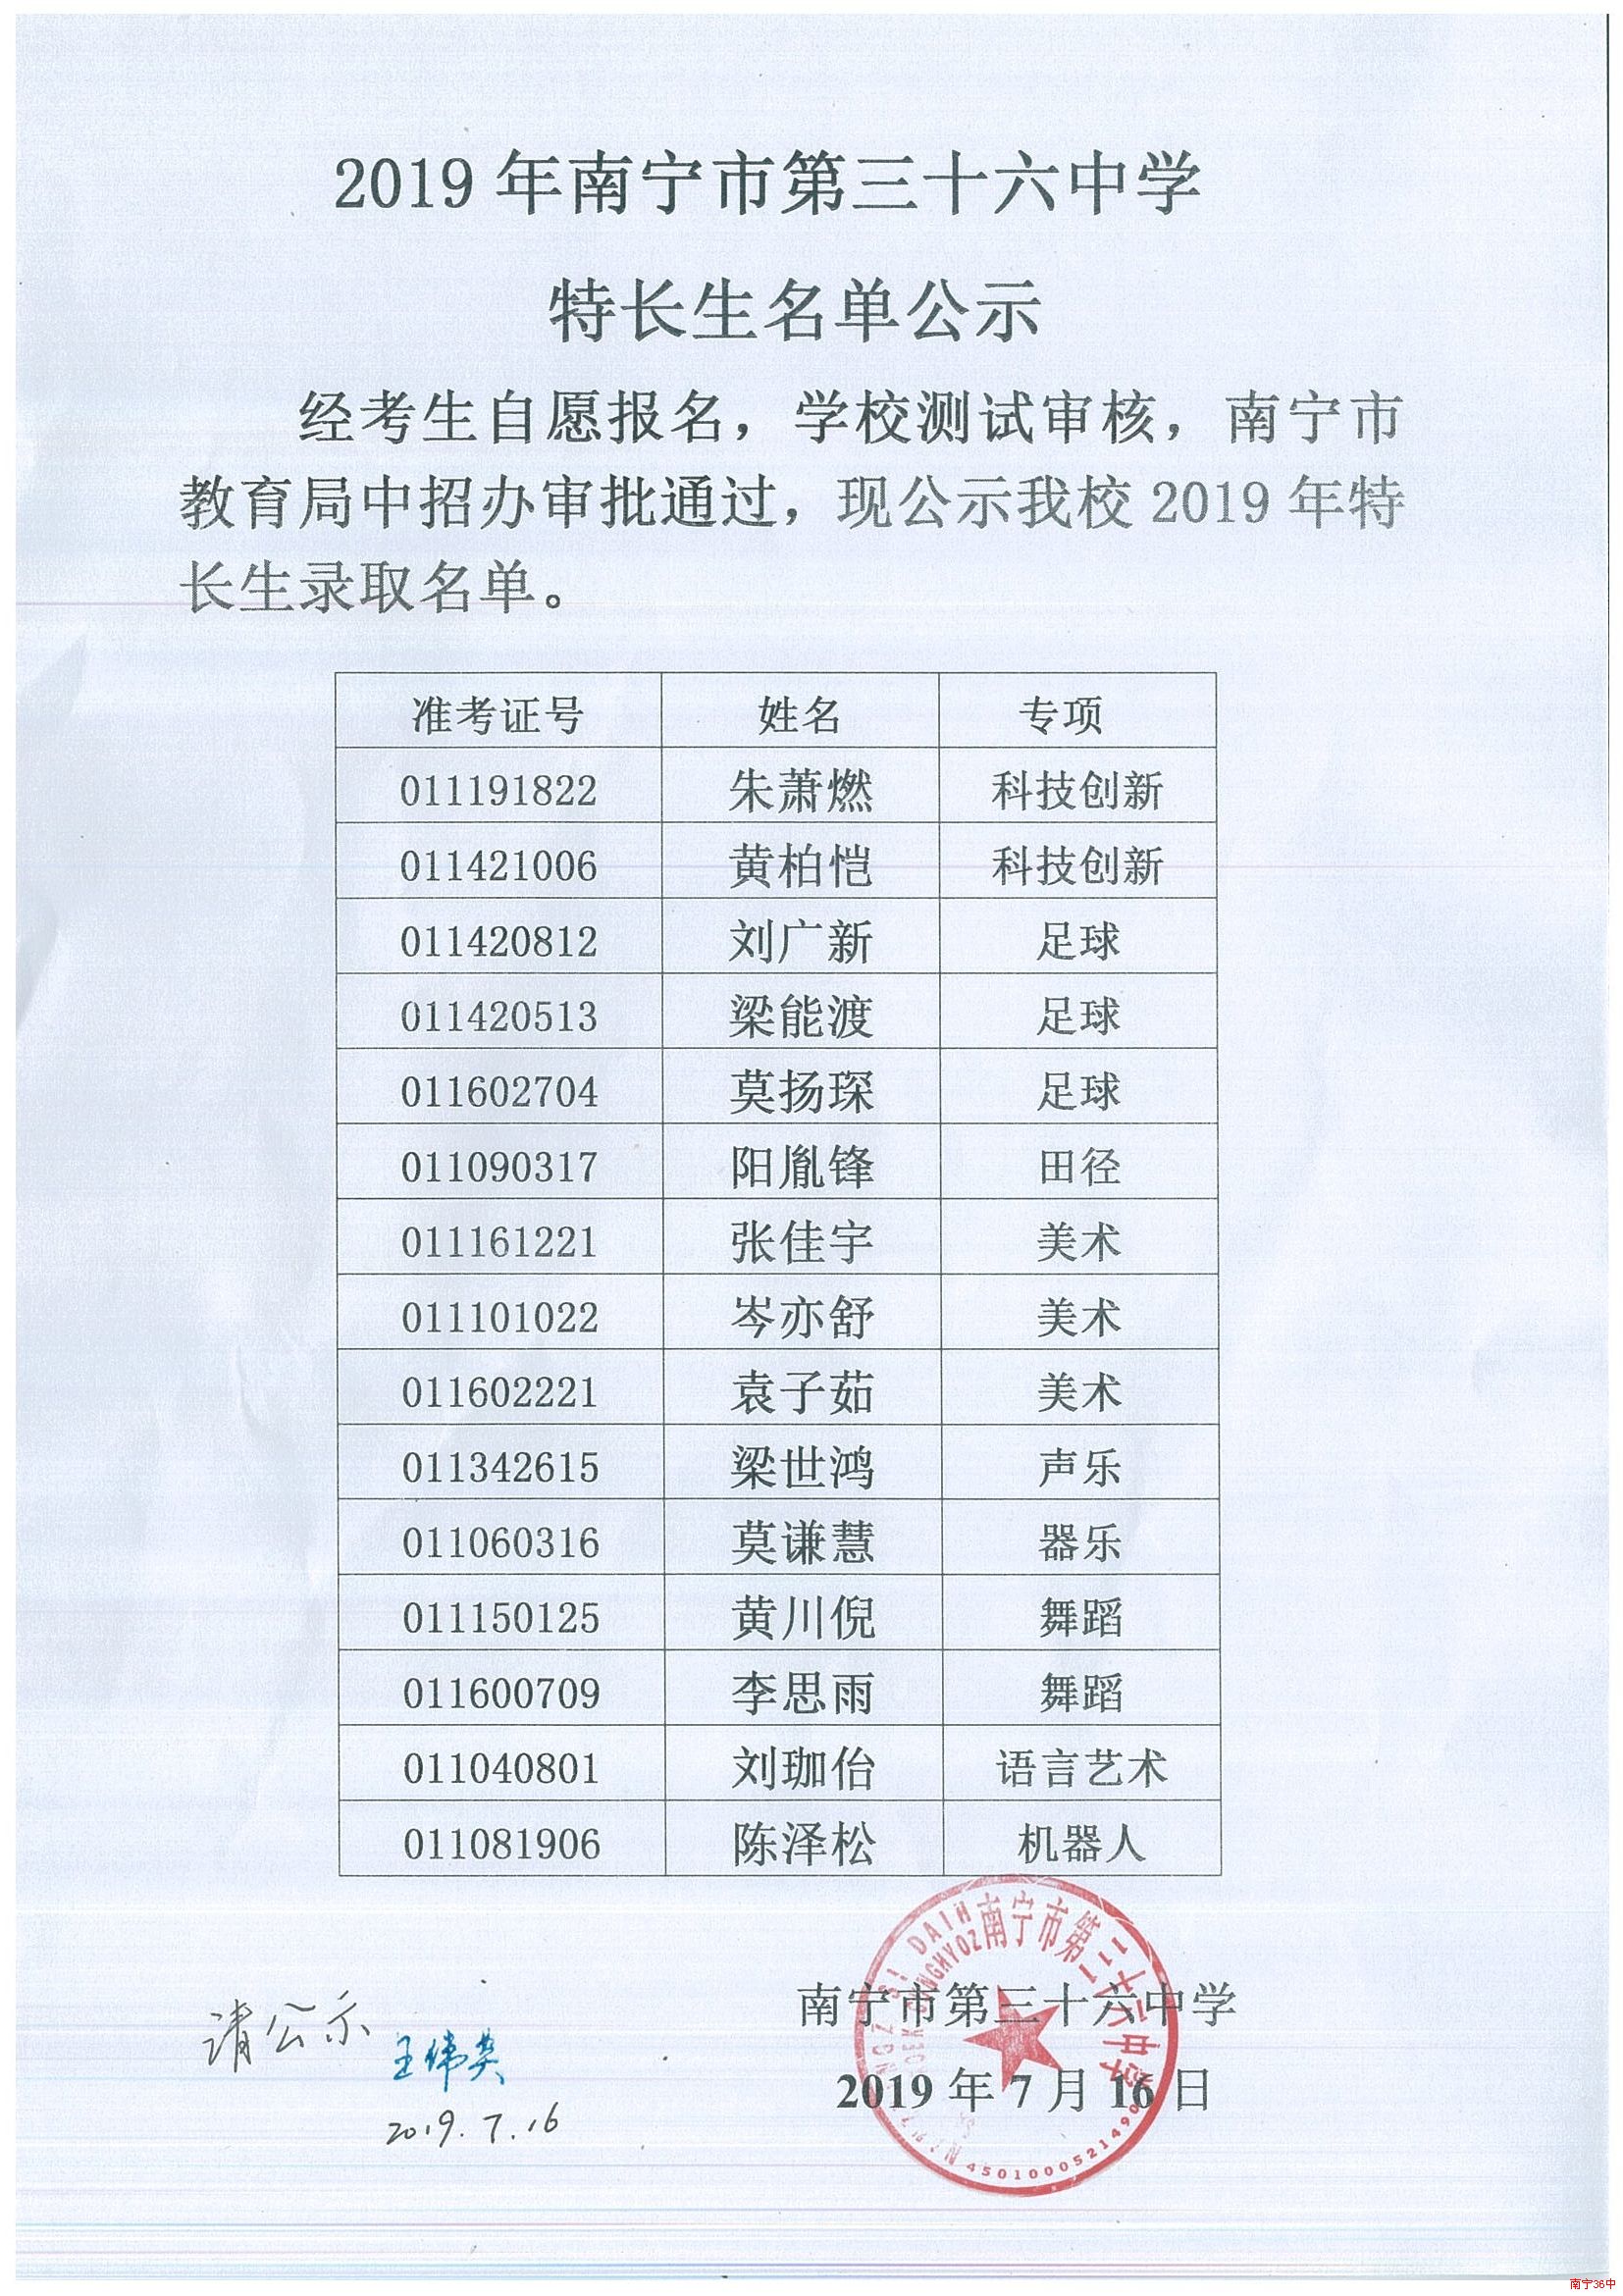 2019 年南宁市第三十六中学
特长生名单公示
经考生自愿报名，学校测试审核，南宁市
教育局中招办审批通过，现公示我校 2019 年特
长生录取名单。
准考证号 姓名 专项
011191822 朱萧燃 科技创新
011421006 黄柏恺 科技创新
011420812 刘广新 足球
011420513 梁能渡 足球
011602704 莫扬琛 足球
011090317 阳胤锋 田径
011161221 张佳宇 美术
011101022 岑亦舒 美术
011602221 袁子茹 美术
011342615 梁世鸿 声乐
011060316 莫谦慧 器乐
011150125 黄川倪 舞蹈
011600709 李思雨 舞蹈
011040801 刘珈佁 语言艺术
011081906 陈泽松 机器人
南宁市第三十六中学
2019 年 7 月 16 日
南宁市第三十六中学
4501000521490
请公示
王纬英
2019.7.16
南宁36中